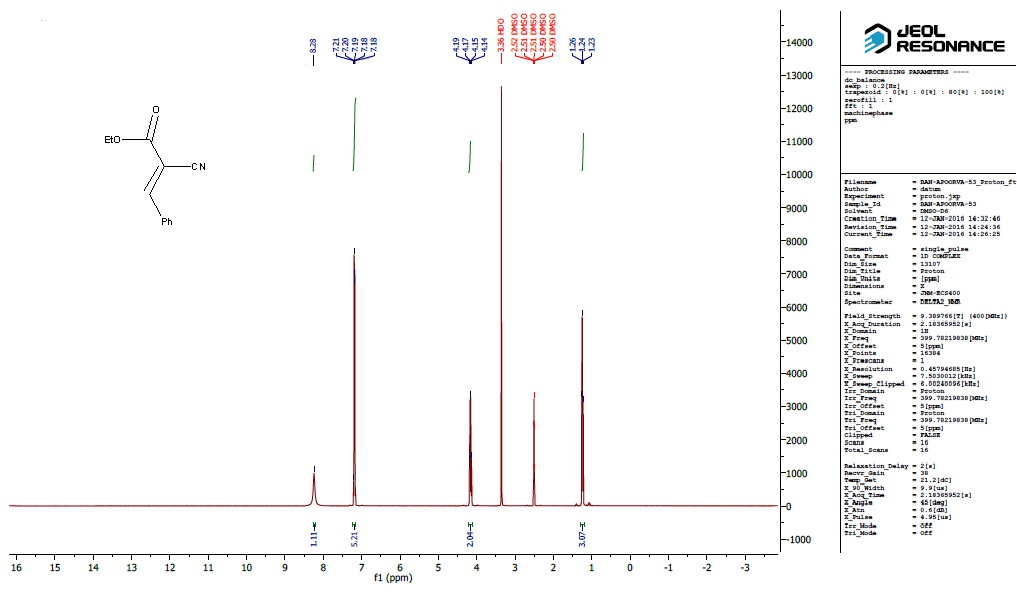 8.28
7.21
7.20
7.19
7.18
7.18
4.19
4.17
4.15
4.14
3.36 HDO
2.52 DMSO
2.51 DMSO
2.51 DMSO
2.50 DMSO
2.50 DMSO
1.26
1.24
1.23
O
EtO
CN
Ph
14000
13000
12000
11000
10000
9000
8000
7000
6000
5000
4000
3000
2000
1000
0
-1000
1.11
5.21
2.04
3.07
16 15 14 13 12 11 10 9 8 7 6 5 4 3 2 1 0 -1 -2 -3
f1 (ppm)
JEOL
RESONANCE
---- PROCESSING PARAMETERS ----
dc_balance
sexp : 0.2[Hz]
trapezoid : 0[%] : 0[%] : 80[%] : 100[%]
zerofill : 1
fft : 1
machinephase
ppm
Filename = BAN-APOORVA-53_Proton_ft
Author = datum
Experiment = proton.jxp
Sample_Id = BAN-APOORVA-53
Solvent = DMSO-D6
Creation_Time = 12-JAN-2016 14:32:46
Revision_Time = 12-JAN-2016 14:24:36
Current_Time = 12-JAN-2016 14:26:25
Comment = single_pulse
Data_Format = 1D COMPLEX
Dim_Size = 13107
Dim_Title = Proton
Dim_Units = [ppm]
Dimensions = X
Site = JNM-ECS400
Spectrometer = DELTA2_NMR
Field_Strength = 9.389766[T] (400[MHz])
X_Acq_Duration = 2.18365952[s]
X_Domain = 1H
X_Freq = 399.78219838[MHz]
X_Offset = 5[ppm]
X_Points = 16384
X_Prescans = 1
X_Resolution = 0.45794685[Hz]
X_Sweep = 7.5030012[kHz]
X_Sweep_Clipped = 6.00240096[kHz]
Irr_Domain = Proton
Irr_Freq = 399.78219838[MHz]
Irr_Offset = 5[ppm]
Tri_Domain = Proton
Tri_Freq = 399.78219838[MHz]
Tri_Offset = 5[ppm]
Clipped = FALSE
Scans = 16
Total_Scans = 16
Relaxation_Delay = 2[s]
Recvr_Gain = 38
Temp_Get = 21.2[dC]
X_90_Width = 9.9[us]
X_Acq_Time = 2.18365952[s]
X_Angle = 45[deg]
X_Atn = 0.6[dB]
X_Pulse = 4.95[us]
Irr_Mode = Off
Tri_Mode = Off